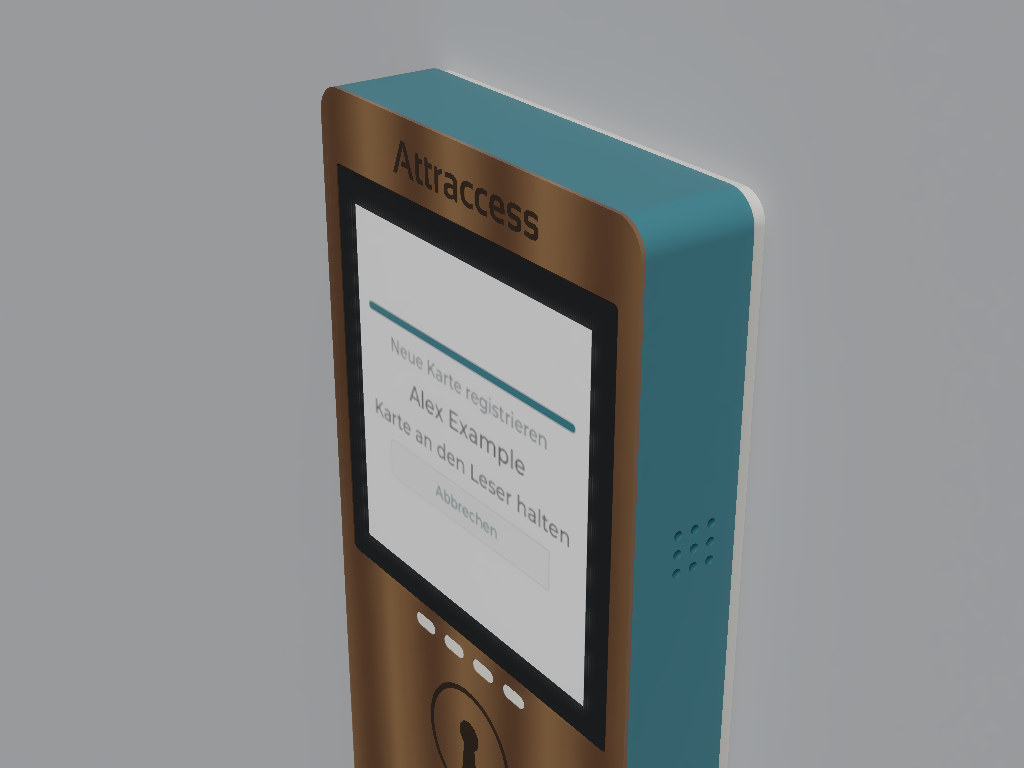 Attraccess
Neue Karte registrieren
Alex Example
Karte an den Leser halten
Abbrechen